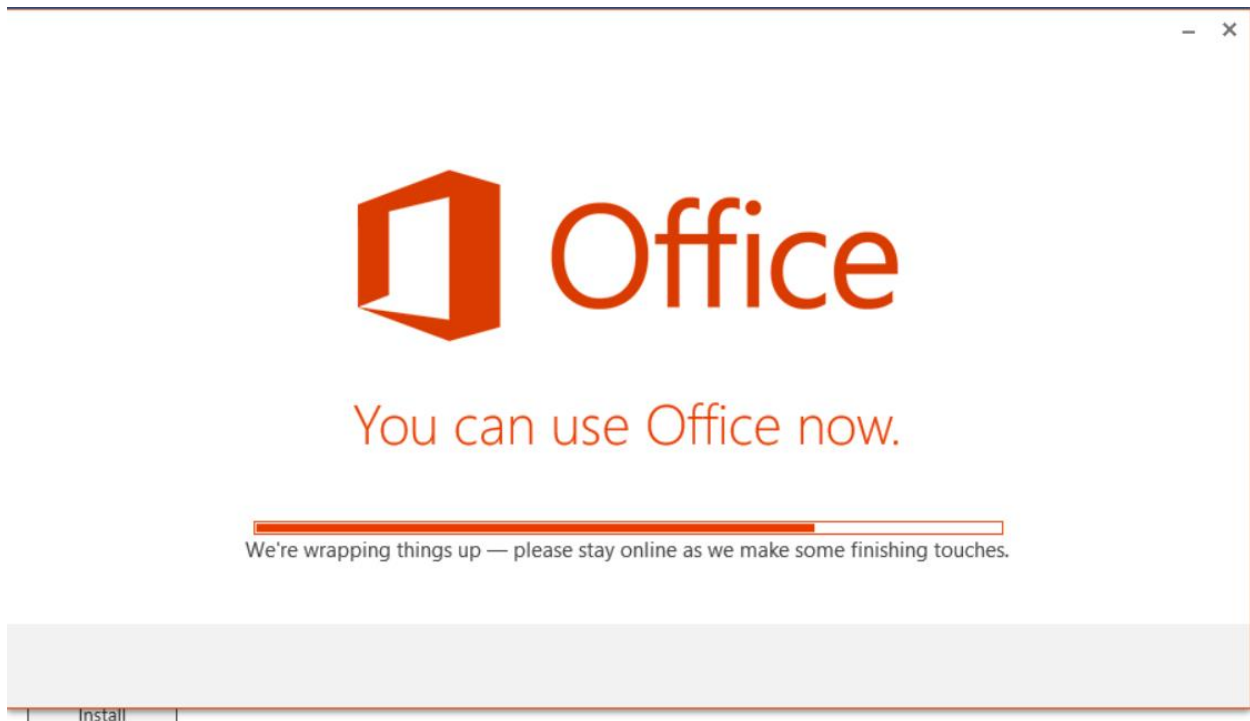 Office
You can use Office now.
We're wrapping things up — please stay online as we make some finishing touches.
Install